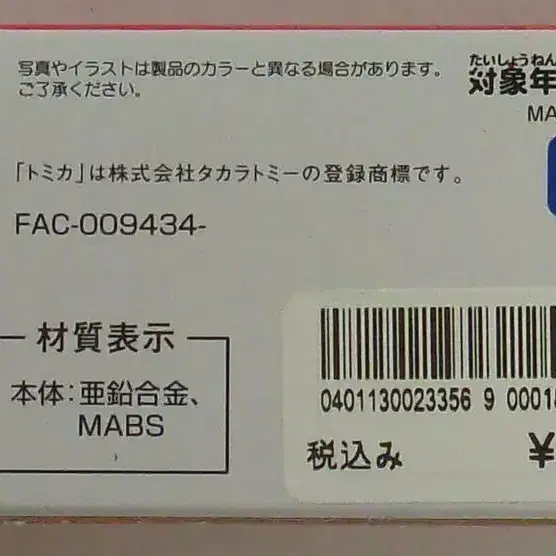 写真やイラストは製品のカラーと異なる場合があります。
ご了承ください。
たいしょうねん
対象年
MA
「トミカ」は株式会社タカラトミーの登録商標です。
FAC-009434-
材質表示
本体：亜鉛合金、
MABS
0401130023356 9 00018
税込み
¥